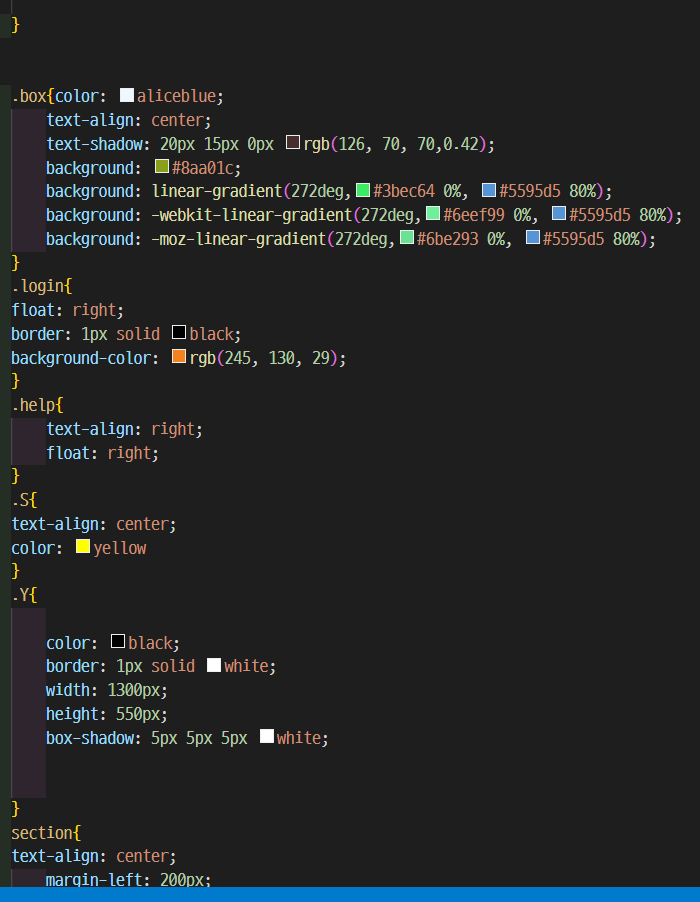 }
.box{color: aliceblue;
text-align: center;
text-shadow: 20px 15px 0px rgb(126, 70, 70,0.42);
background: #8aa01c;
background: linear-gradient(272deg,#3bec64 0%, #5595d5 80%);
background: -webkit-linear-gradient(272deg,#6eef99 0%, #5595d5 80%);
background: -moz-linear-gradient(272deg,#6be293 0%, #5595d5 80%);
}
.login{
float: right;
border: 1px solid black;
background-color: rgb(245, 130, 29);
}
.help{
text-align: right;
float: right;
}
.S{
text-align: center;
color: yellow
}
.Y{
color: black;
border: 1px solid white;
width: 1300px;
height: 550px;
box-shadow: 5px 5px 5px white;
}
section{
text-align: center;
margin-left: 200px;